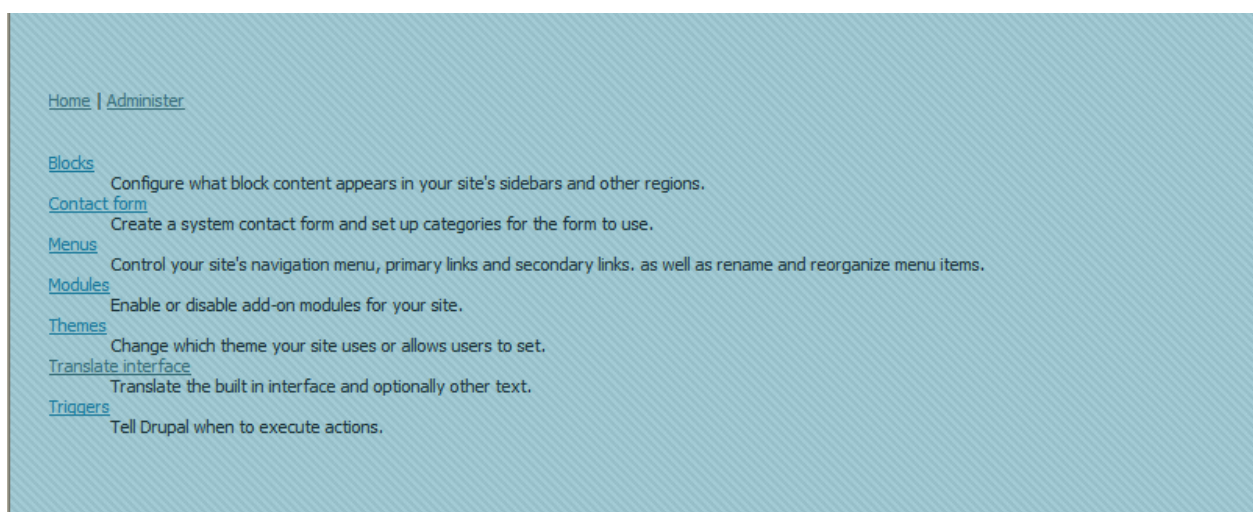 Home | Administer
Blocks
Configure what block content appears in your site's sidebars and other regions.
Contact form
Create a system contact form and set up categories for the form to use.
Menus
Control your site's navigation menu, primary links and secondary links. as well as rename and reorganize menu items.
Modules
Enable or disable add-on modules for your site.
Themes
Change which theme your site uses or allows users to set.
Translate interface
Translate the built in interface and optionally other text.
Triggers
Tell Drupal when to execute actions.